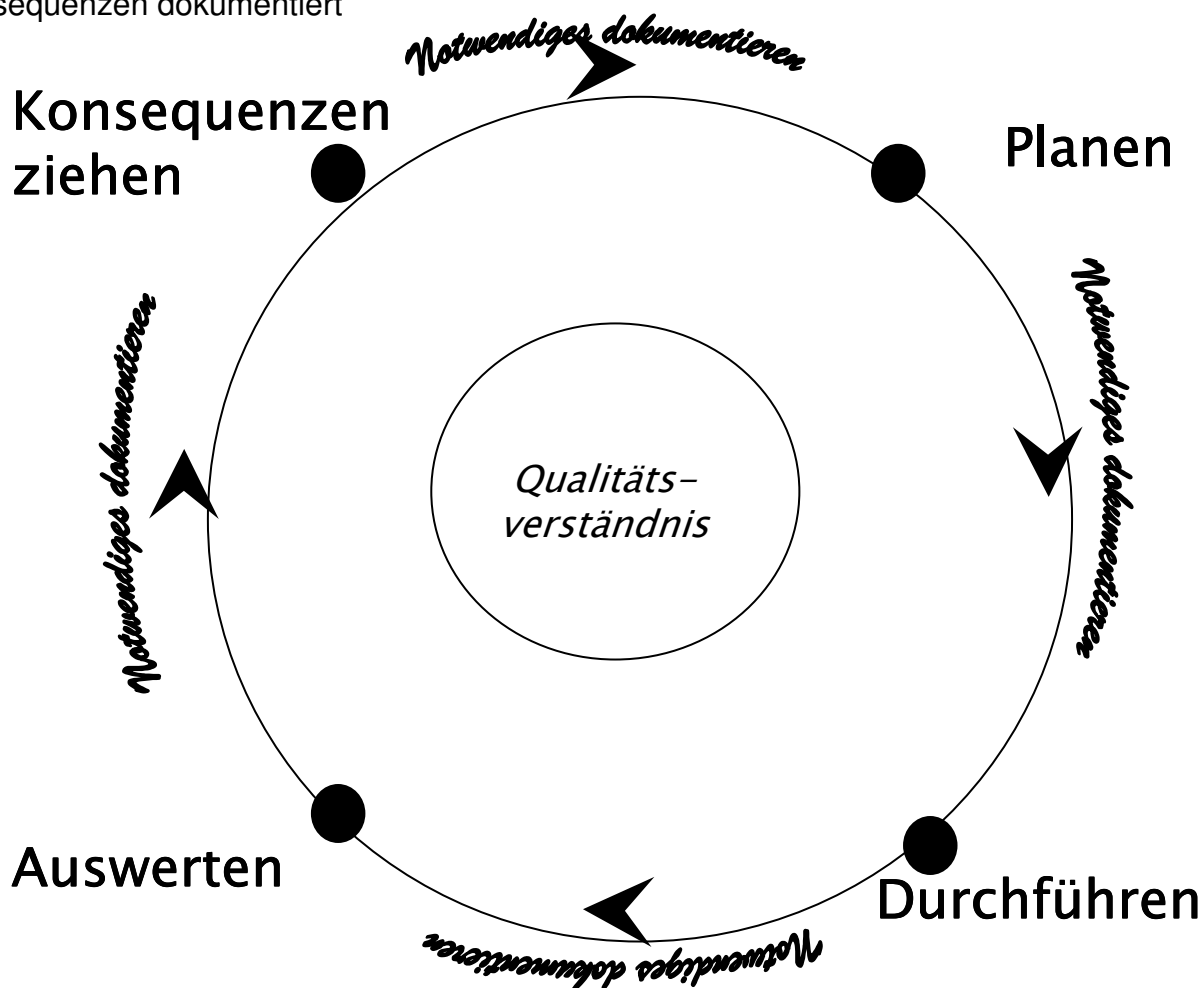 sequenzen dokumentiert
Notwendiges dokumentieren
Konsequenzen
ziehen
Planen
Notwendiges dokumentieren
Notwendiges dokumentieren
Qualitäts-
verständnis
Auswerten
Durchführen
Notwendiges dokumentieren